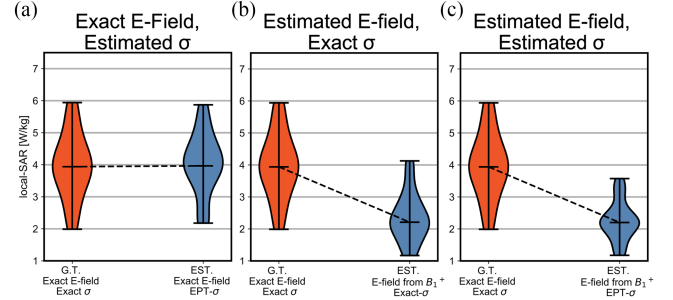 (a)
Exact E-Field,
Estimated σ
(b)
Estimated E-field,
Exact σ
(c)
Estimated E-field,
Estimated σ
local-SAR [W/kg]
7
6
5
4
3
2
1
G.T.
Exact E-field
Exact σ
EST.
Exact E-field
EPT-σ
7
6
5
4
3
2
1
G.T.
Exact E-field
Exact σ
EST.
E-field from B₁⁺
Exact-σ
7
6
5
4
3
2
1
G.T.
Exact E-field
Exact σ
EST.
E-field from B₁⁺
EPT-σ